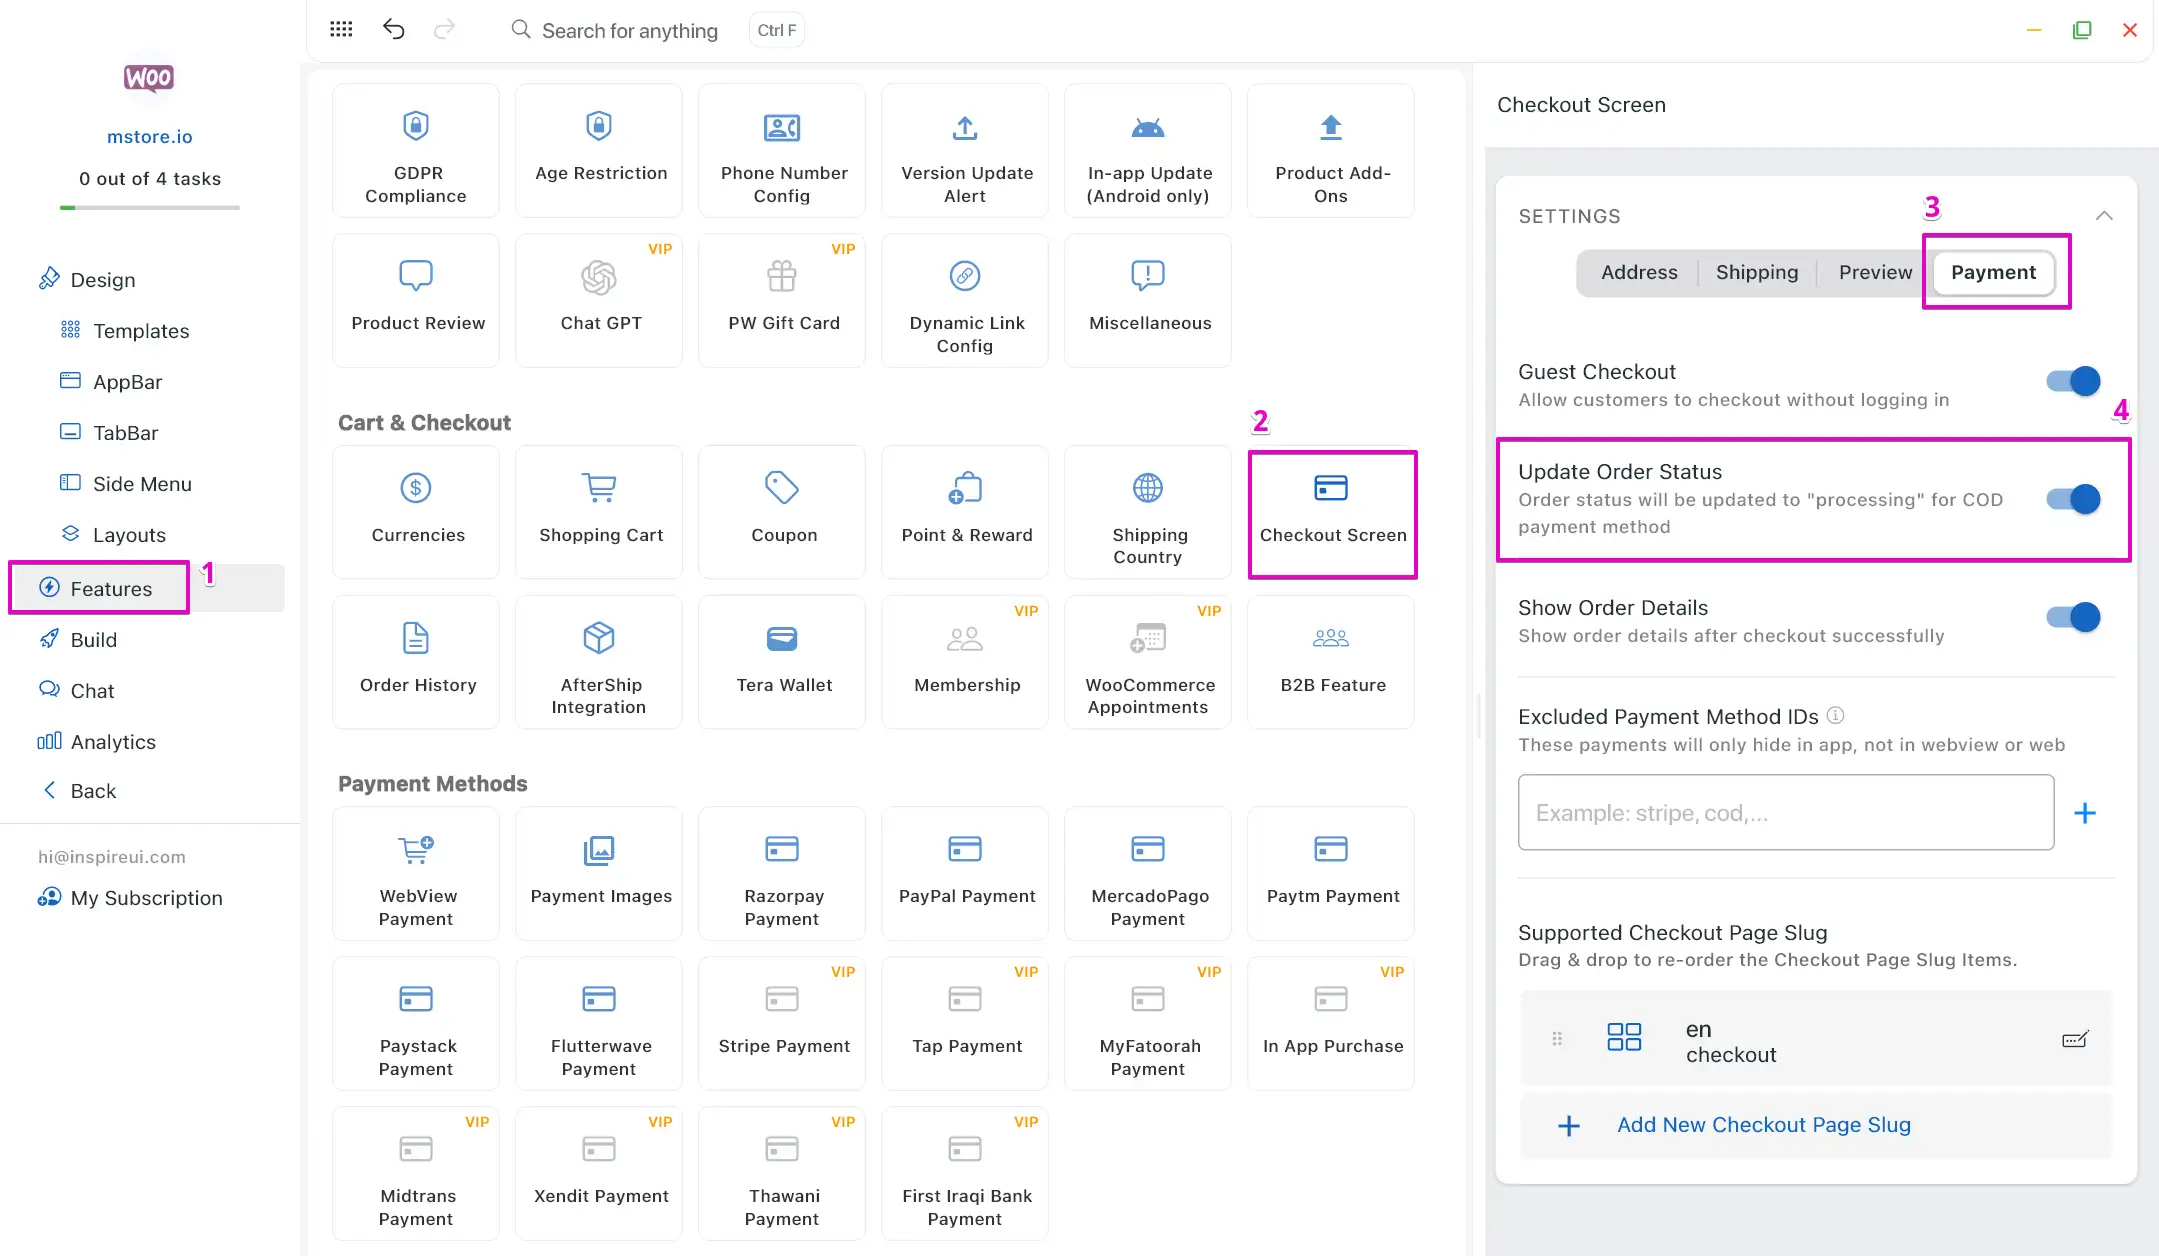 Search for anything
Ctrl F
WOO
mstore.io
0 out of 4 tasks
Design
Templates
AppBar
TabBar
Side Menu
Layouts
Features
1
Build
Chat
Analytics
Back
hi@inspireui.com
My Subscription
GDPR
Compliance
Age Restriction
Phone Number
Config
Version Update
Alert
In-app Update
(Android only)
Product Add-
Ons
Product Review
VIP
Chat GPT
VIP
PW Gift Card
Dynamic Link
Config
Miscellaneous
Cart & Checkout
2
Currencies
Shopping Cart
Coupon
Point & Reward
Shipping
Country
Checkout Screen
Order History
AfterShip
Integration
Tera Wallet
VIP
Membership
VIP
WooCommerce
Appointments
B2B Feature
Payment Methods
WebView
Payment
Payment Images
Razorpay
Payment
PayPal Payment
MercadoPago
Payment
Paytm Payment
Paystack
Payment
Flutterwave
Payment
VIP
Stripe Payment
VIP
Tap Payment
VIP
MyFatoorah
Payment
VIP
In App Purchase
VIP
Midtrans
Payment
VIP
Xendit Payment
VIP
Thawani
Payment
VIP
First Iraqi Bank
Payment
Checkout Screen
SETTINGS
3
Address
Shipping
Preview
Payment
Guest Checkout
Allow customers to checkout without logging in
4
Update Order Status
Order status will be updated to "processing" for COD
payment method
Show Order Details
Show order details after checkout successfully
Excluded Payment Method IDs
These payments will only hide in app, not in webview or web
Example: stripe, cod,...
Supported Checkout Page Slug
Drag & drop to re-order the Checkout Page Slug Items.
en
checkout
Add New Checkout Page Slug